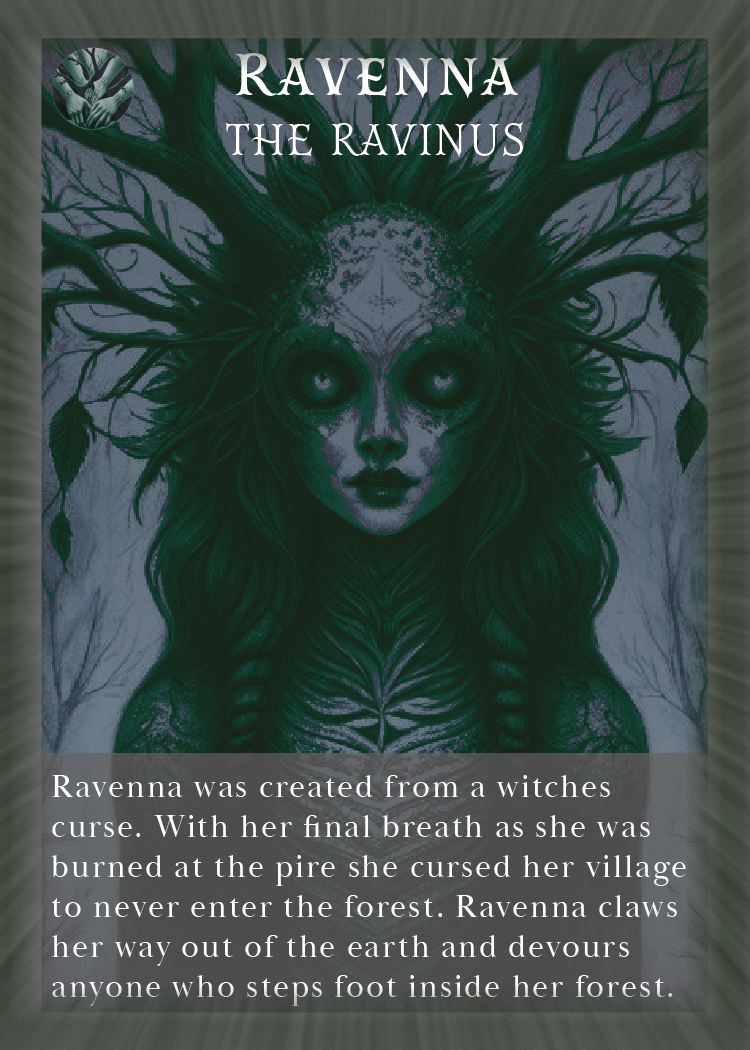 Ravenna
the Ravinus
Ravenna was created from a witches
curse. With her final breath as she was
burned at the pire she cursed her village
to never enter the forest. Ravenna claws
her way out of the earth and devours
anyone who steps foot inside her forest.